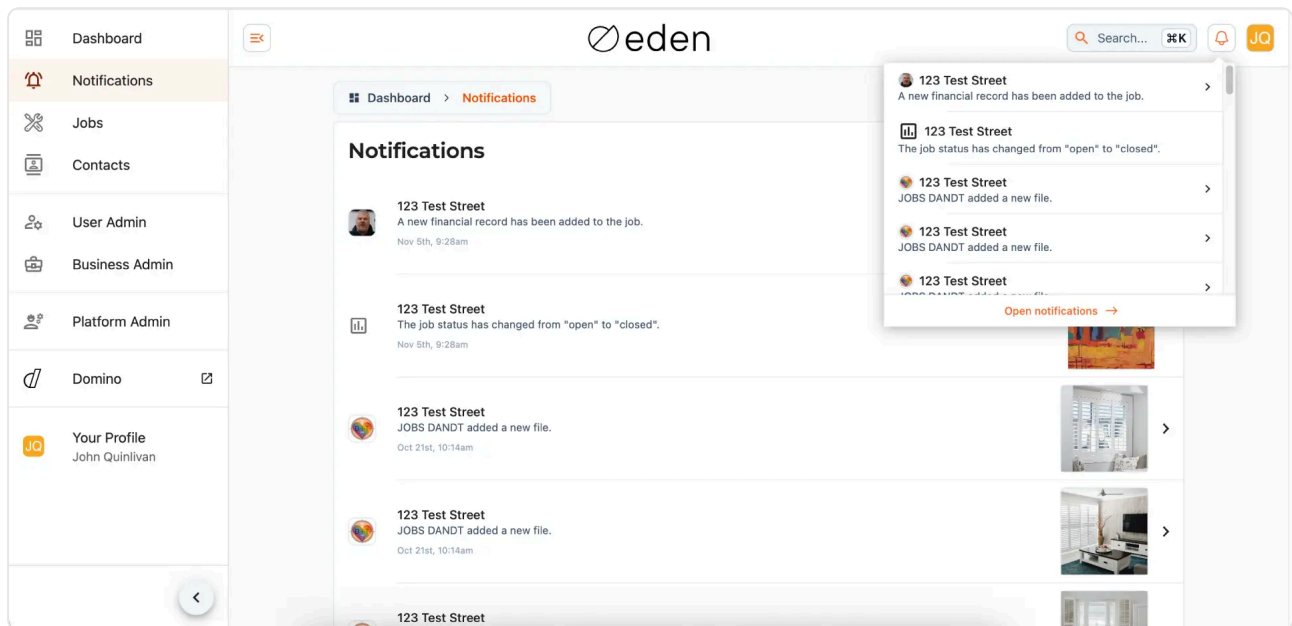 Dashboard
Notifications
Jobs
Contacts
User Admin
Business Admin
Platform Admin
Domino
JQ
Your Profile
John Quinlivan
eden
Search... ⌘K
JQ
Dashboard > Notifications
Notifications
123 Test Street
A new financial record has been added to the job.
Nov 5th, 9:28am
123 Test Street
The job status has changed from "open" to "closed".
Nov 5th, 9:28am
123 Test Street
JOBS DANDT added a new file.
Oct 21st, 10:14am
123 Test Street
JOBS DANDT added a new file.
Oct 21st, 10:14am
123 Test Street
123 Test Street
A new financial record has been added to the job.
123 Test Street
The job status has changed from "open" to "closed".
123 Test Street
JOBS DANDT added a new file.
123 Test Street
JOBS DANDT added a new file.
123 Test Street
JOBS DANDT added a new file.
Open notifications →